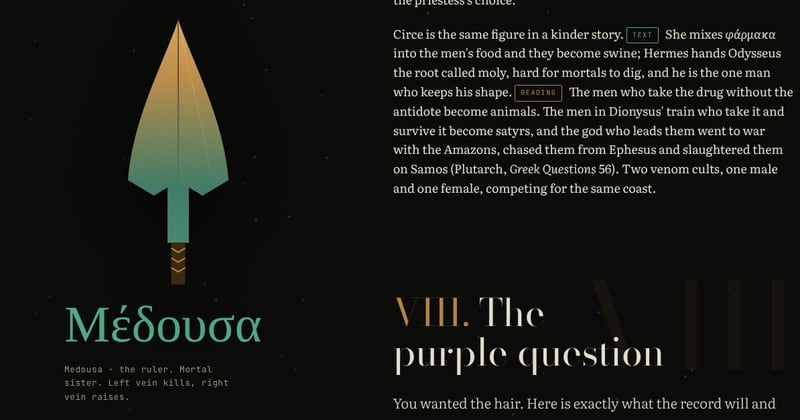 Μέδουσα
Medusa · the ruler. Mortal
sister. Left vein kills, right
vein raises.
the priestess's choice.
Circe is the same figure in a kinder story. TEXT She mixes φάρμακα
into the men's food and they become swine; Hermes hands Odysseus
the root called moly, hard for mortals to dig, and he is the one man
who keeps his shape. READING The men who take the drug without the
antidote become animals. The men in Dionysus' train who take it and
survive it become satyrs, and the god who leads them went to war
with the Amazons, chased them from Ephesus and slaughtered them
on Samos (Plutarch, Greek Questions 56). Two venom cults, one male
and one female, competing for the same coast.
VIII
VIII. The
purple question
You wanted the hair. Here is exactly what the record will and